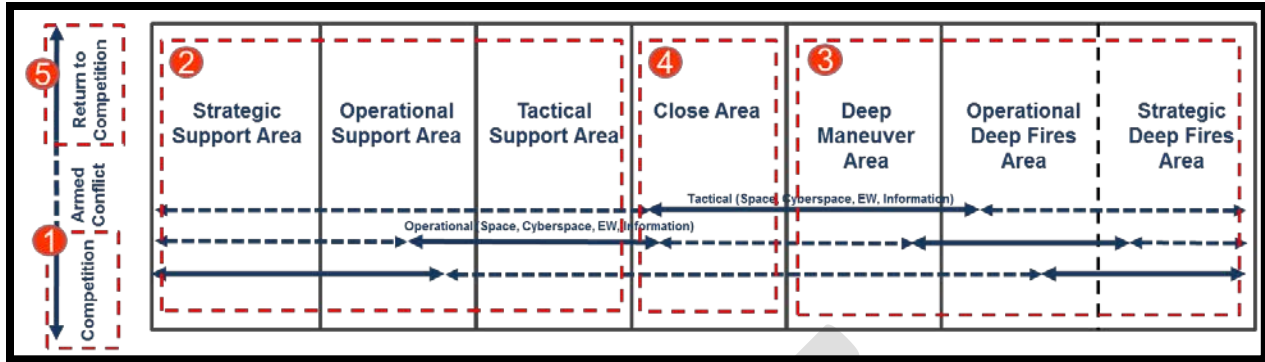 5
Return to
Competition
Armed
Conflict
1
Competition
2
Strategic
Support Area
Operational
Support Area
Tactical
Support Area
4
Close Area
3
Deep
Maneuver
Area
Operational
Deep Fires
Area
Strategic
Deep Fires
Area
Tactical (Space, Cyberspace, EW, Information)
Operational (Space, Cyberspace, EW, Information)